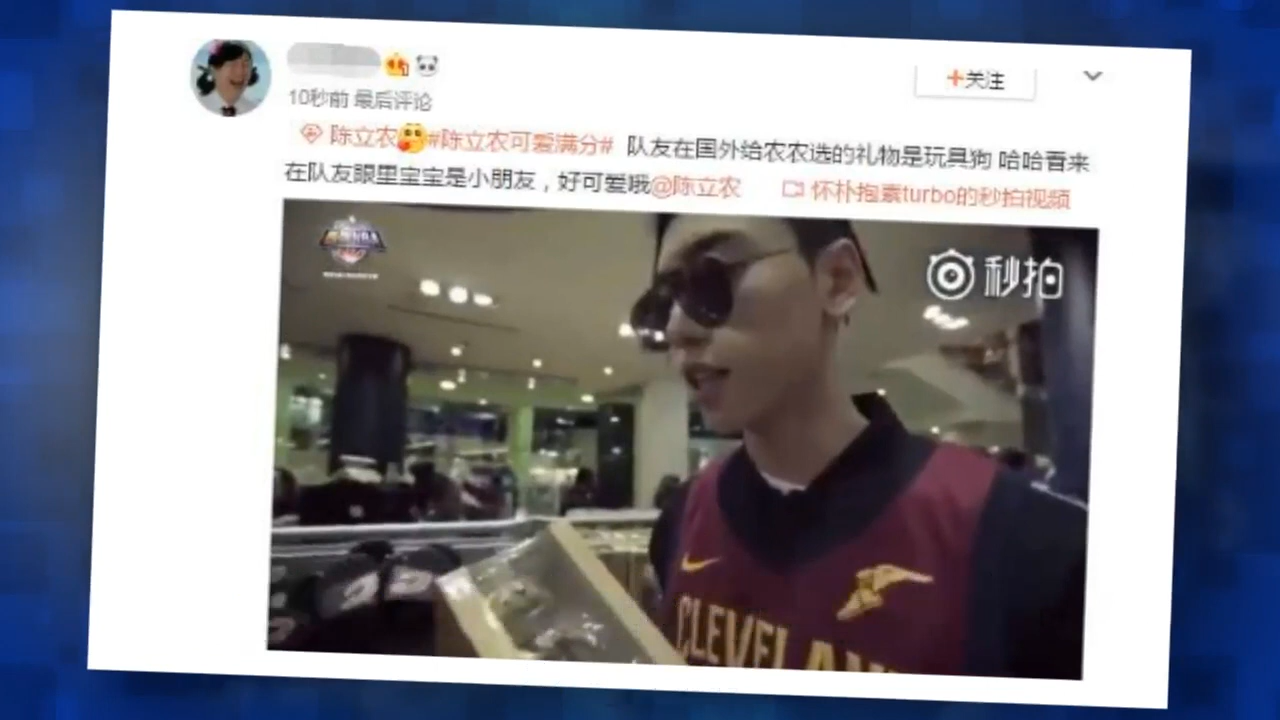 10秒前 最后评论
+关注
陈立农#陈立农可爱满分# 队友在国外给农农选的礼物是玩具狗 哈哈看来
在队友眼里宝宝是小朋友，好可爱哦@陈立农 怀朴抱素turbo的秒拍视频
秒拍
CLEVELAN